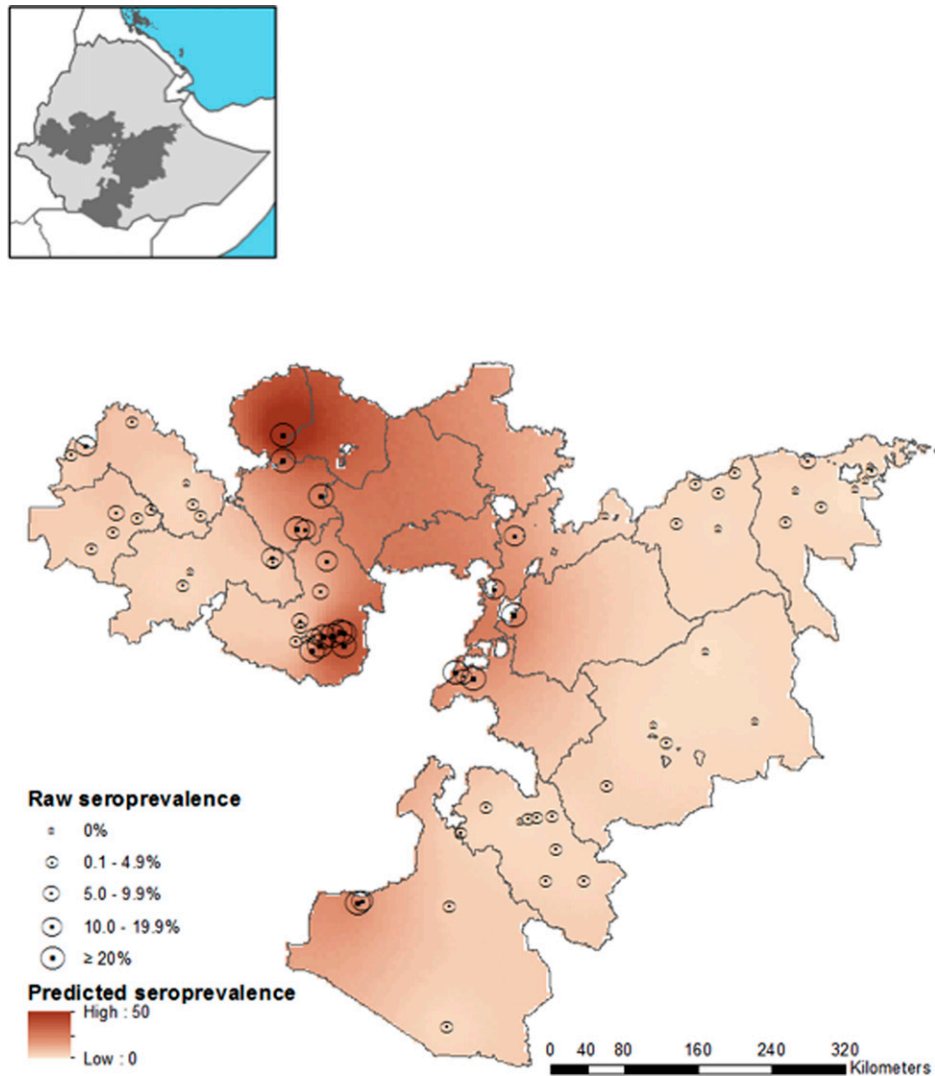 Raw seroprevalence
0%
0.1 - 4.9%
5.0 - 9.9%
10.0 - 19.9%
≥ 20%
Predicted seroprevalence
High : 50
Low : 0
0 40 80 160 240 320
Kilometers